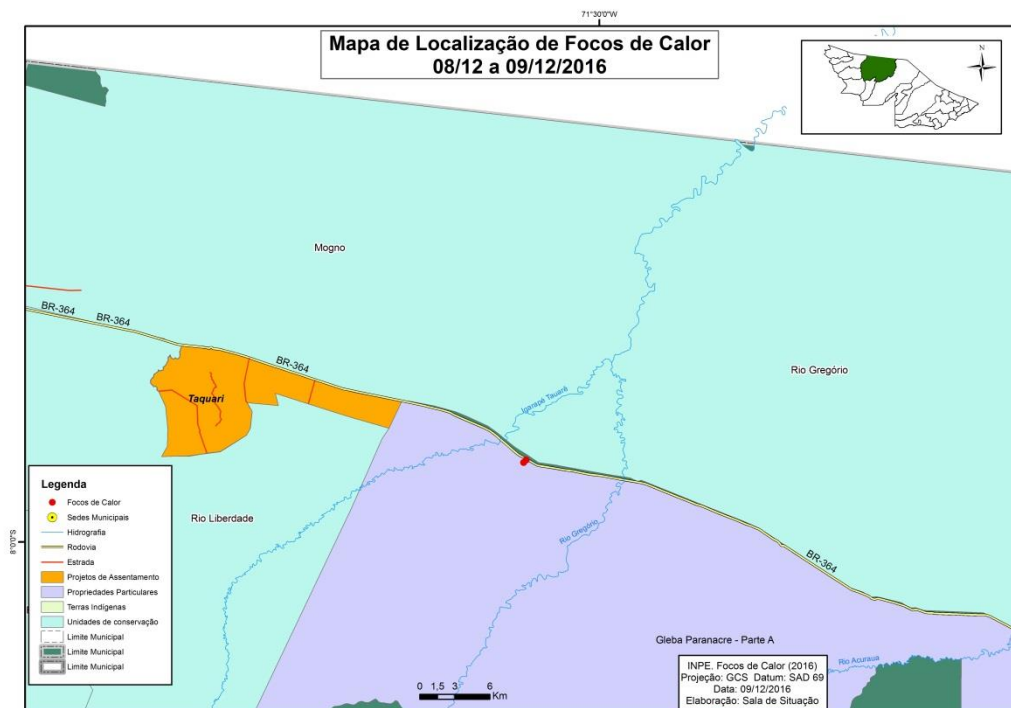 71°30'0"W
Mapa de Localização de Focos de Calor
08/12 a 09/12/2016
N
Mogno
BR-364
BR-364
BR-364
Rio Gregório
Taquari
Igarapé Tauarê
Legenda
Focos de Calor
Sedes Municipais
Hidrografia
Rodovia
Estrada
Projetos de Assentamento
Propriedades Particulares
Terras Indígenas
Unidades de conservação
Limite Municipal
Limite Municipal
Limite Municipal
Rio Liberdade
Rio Gregório
8°0'0"S
BR-364
Gleba Paranacre - Parte A
Rio Acuraua
0 1,5 3 6
Km
INPE. Focos de Calor (2016)
Projeção: GCS Datum: SAD 69
Data: 09/12/2016
Elaboração: Sala de Situação